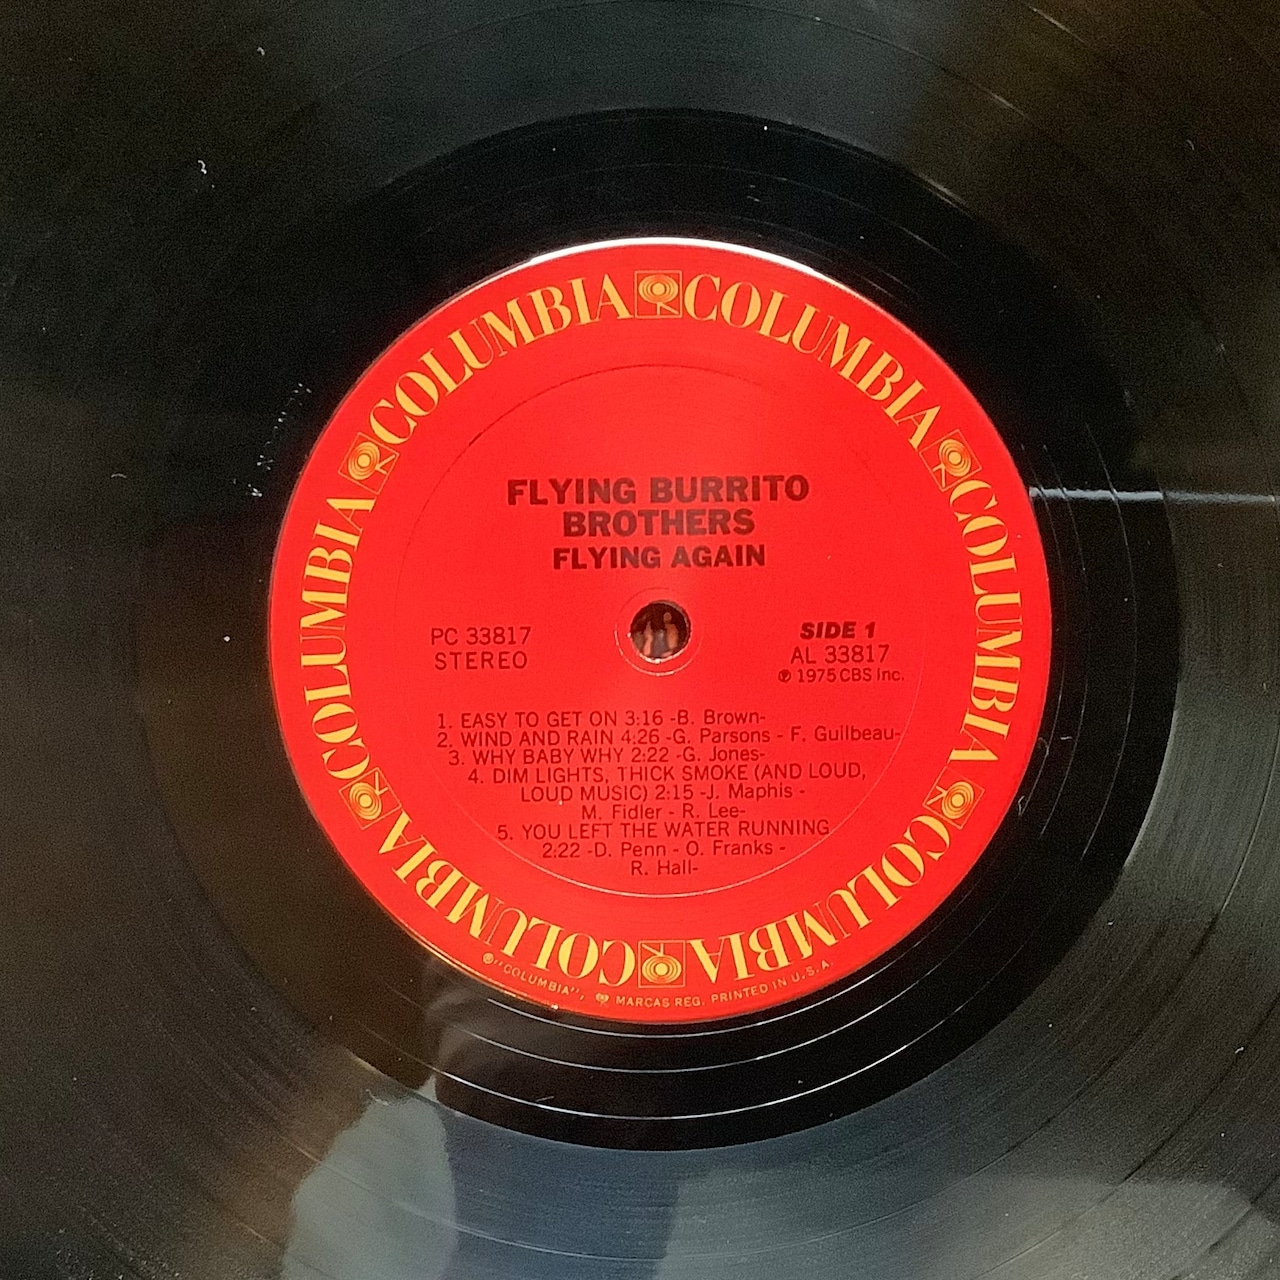 COLUMBIA COLUMBIA COLUMBIA COLUMBIA COLUMBIA COLUMBIA
FLYING BURRITO
BROTHERS
FLYING AGAIN
PC 33817
STEREO
SIDE 1
AL 33817
℗ 1975 CBS Inc.
1. EASY TO GET ON 3:16 -B. Brown-
2. WIND AND RAIN 4:26 -G. Parsons - F. Guilbeau-
3. WHY BABY WHY 2:22 -G. Jones-
4. DIM LIGHTS, THICK SMOKE (AND LOUD,
LOUD MUSIC) 2:15 -J. Maphis -
M. Fidler - R. Lee-
5. YOU LEFT THE WATER RUNNING
2:22 -D. Penn - O. Franks -
R. Hall-
®"COLUMBIA", MARCAS REG. PRINTED IN U.S.A.